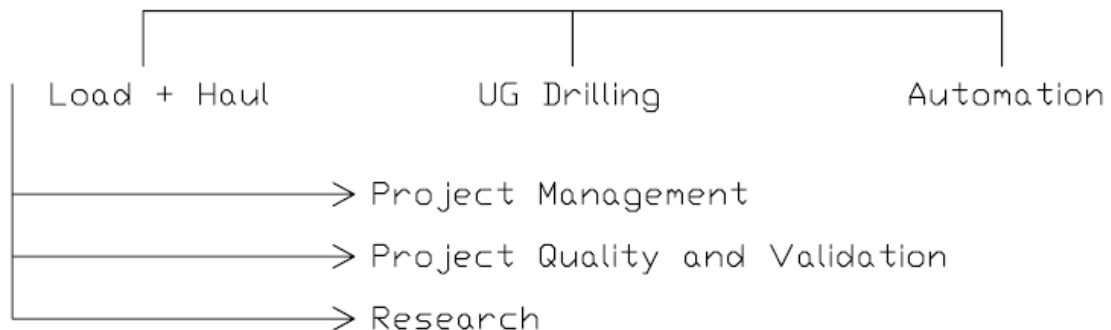 Load + Haul UG Drilling Automation
Project Management
Project Quality and Validation
Research